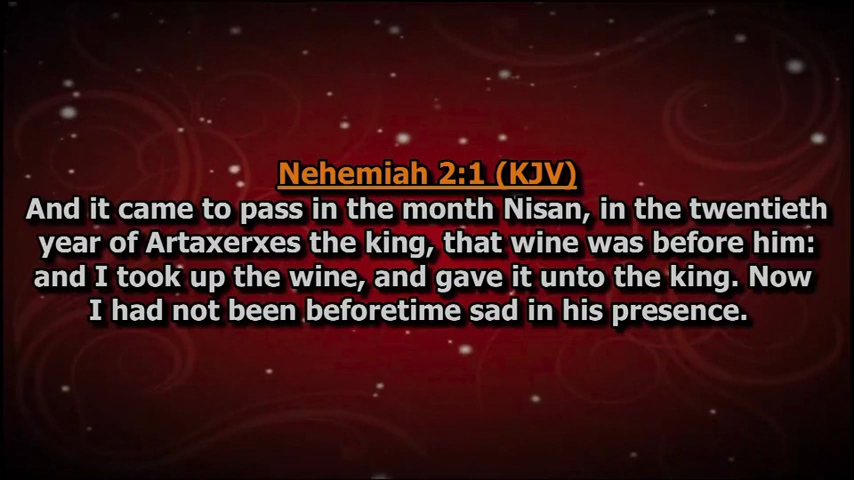 Nehemiah 2:1 (KJV)
And it came to pass in the month Nisan, in the twentieth
year of Artaxerxes the king, that wine was before him:
and I took up the wine, and gave it unto the king. Now
I had not been beforetime sad in his presence.